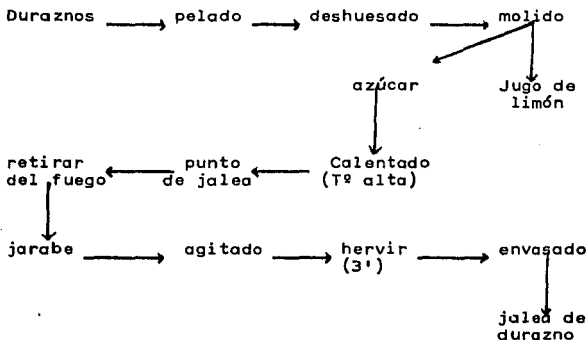 Duraznos pelado deshuesado molido
azúcar Jugo de
limón
retirar punto Calentado
del fuego de jalea (Tº alta)
jarabe agitado hervir envasado
(3')
jalea de
durazno